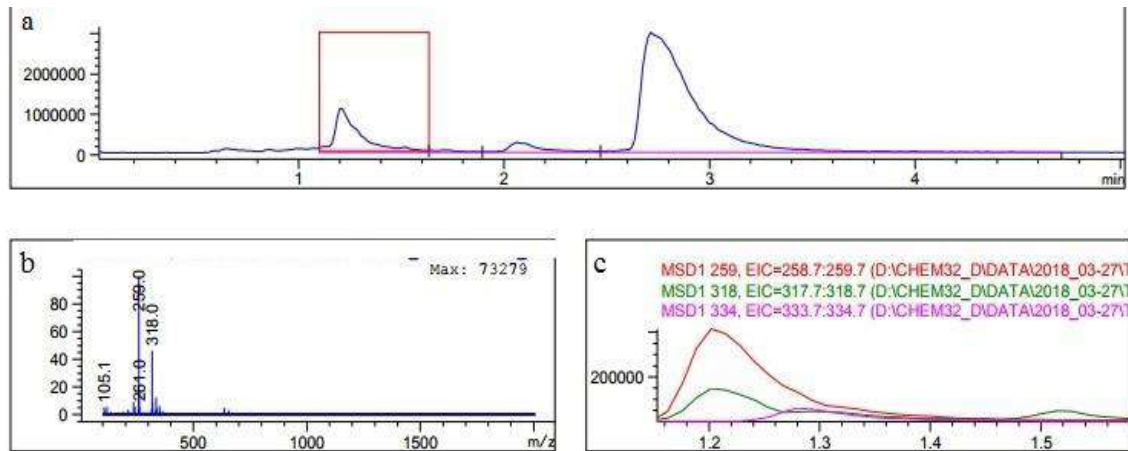 a
2000000
1000000
0
1 2 3 4 min
b
Max: 73279
80
60
40
20
0
105.1
259.0
261.0
318.0
500 1000 1500 m/z
c
MSD1 259, EIC=258.7:259.7 (D:\CHEM32_D\DATA\2018_03-27\T
MSD1 318, EIC=317.7:318.7 (D:\CHEM32_D\DATA\2018_03-27\T
MSD1 334, EIC=333.7:334.7 (D:\CHEM32_D\DATA\2018_03-27\T
200000
1.2 1.3 1.4 1.5